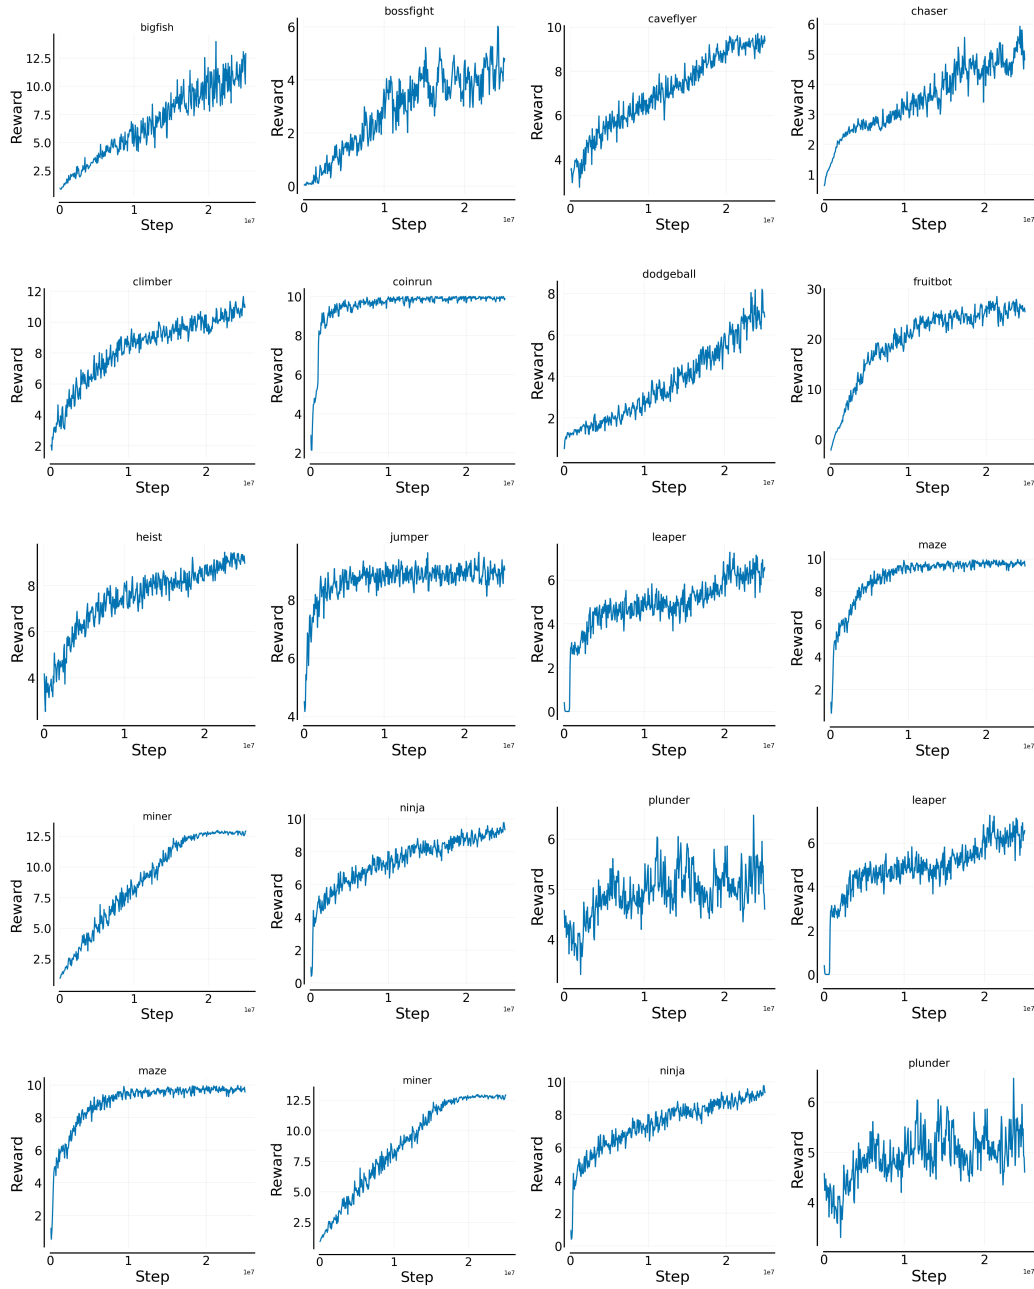 bigfish
Reward
12.5
10.0
7.5
5.0
2.5
0 1 2
1e7
Step
bossfight
Reward
6
4
2
0
0 1 2
1e7
Step
caveflyer
Reward
10
8
6
4
0 1 2
1e7
Step
chaser
Reward
6
5
4
3
2
1
0 1 2
1e7
Step
climber
Reward
12
10
8
6
4
2
0 1 2
1e7
Step
coinrun
Reward
10
8
6
4
2
0 1 2
1e7
Step
dodgeball
Reward
8
6
4
2
0 1 2
1e7
Step
fruitbot
Reward
30
20
10
0
0 1 2
1e7
Step
heist
Reward
8
6
4
0 1 2
1e7
Step
jumper
Reward
8
6
4
0 1 2
1e7
Step
leaper
Reward
6
4
2
0
0 1 2
1e7
Step
maze
Reward
10
8
6
4
2
0 1 2
1e7
Step
miner
Reward
12.5
10.0
7.5
5.0
2.5
0 1 2
1e7
Step
ninja
Reward
10
8
6
4
2
0
0 1 2
1e7
Step
plunder
Reward
6
5
4
0 1 2
1e7
Step
leaper
Reward
6
4
2
0
0 1 2
1e7
Step
maze
Reward
10
8
6
4
2
0 1 2
1e7
Step
miner
Reward
12.5
10.0
7.5
5.0
2.5
0 1 2
1e7
Step
ninja
Reward
10
8
6
4
2
0
0 1 2
1e7
Step
plunder
Reward
6
5
4
0 1 2
1e7
Step